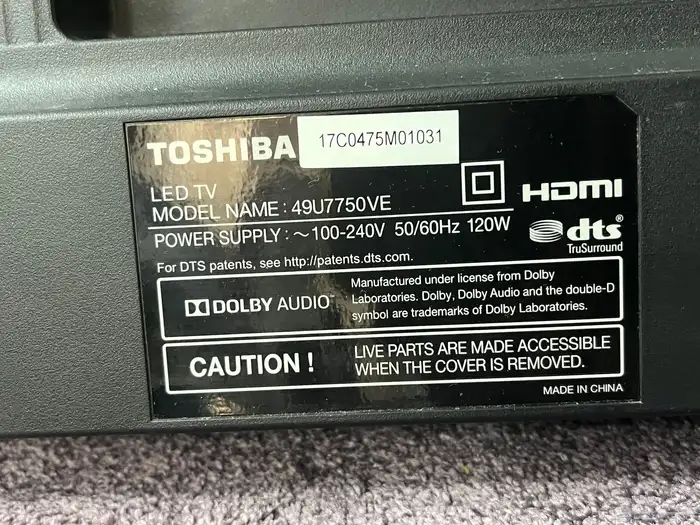 TOSHIBA 17C0475M01031
LED TV
MODEL NAME : 49U7750VE
HDMI
POWER SUPPLY : ~ 100-240V 50/60Hz 120W
dts®
TruSurround
For DTS patents, see http://patents.dts.com.
DOLBY AUDIO™
Manufactured under license from Dolby
Laboratories. Dolby, Dolby Audio and the double-D
symbol are trademarks of Dolby Laboratories.
CAUTION !
LIVE PARTS ARE MADE ACCESSIBLE
WHEN THE COVER IS REMOVED.
MADE IN CHINA